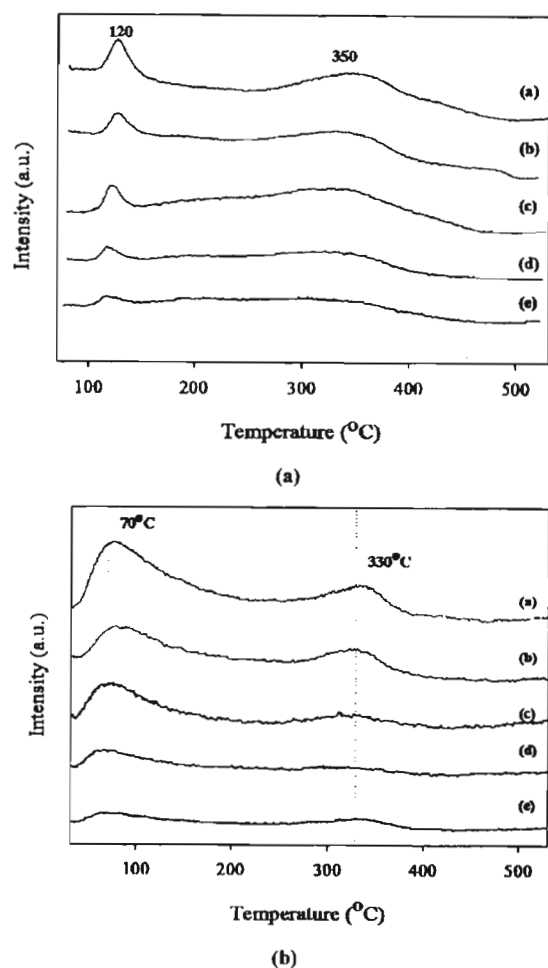 120
350
(a)
(b)
(c)
(d)
(e)
Intensity (a.u.)
100 200 300 400 500
Temperature (°C)
(a)
70°C
330°C
(a)
(b)
(c)
(d)
(e)
Intensity (a.u.)
100 200 300 400 500
Temperature (°C)
(b)